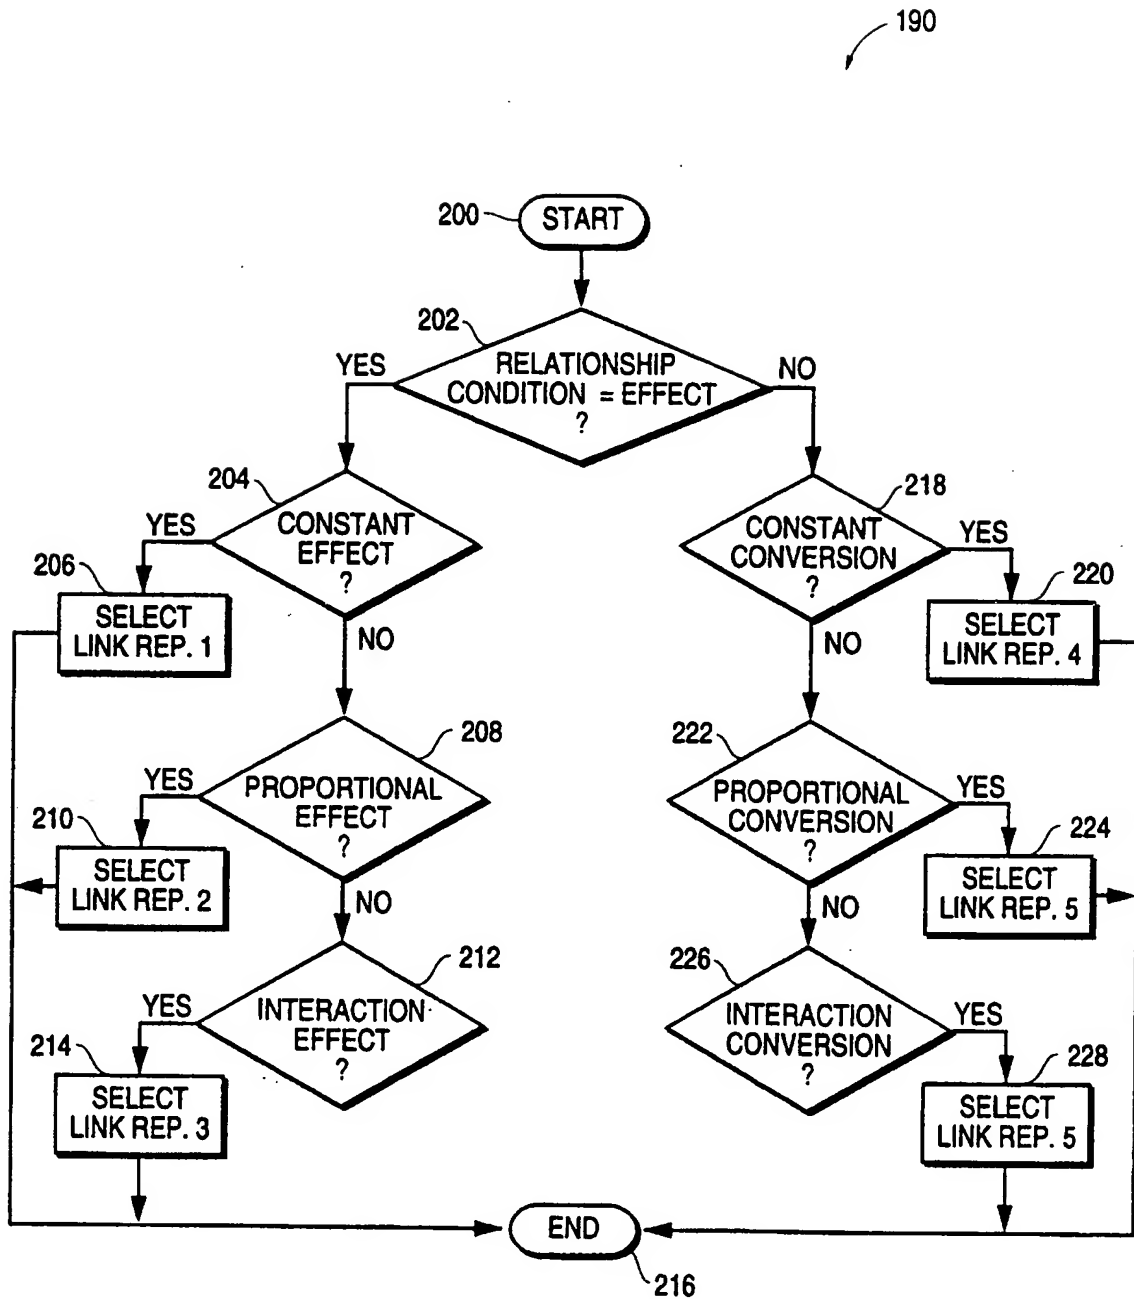 190
200
START
202
YES
RELATIONSHIP
CONDITION = EFFECT
?
NO
204
YES
CONSTANT
EFFECT
?
NO
206
SELECT
LINK REP. 1
218
CONSTANT
CONVERSION
?
YES
NO
220
SELECT
LINK REP. 4
208
YES
PROPORTIONAL
EFFECT
?
NO
210
SELECT
LINK REP. 2
222
PROPORTIONAL
CONVERSION
?
YES
NO
224
SELECT
LINK REP. 5
212
YES
INTERACTION
EFFECT
?
214
SELECT
LINK REP. 3
226
INTERACTION
CONVERSION
?
YES
228
SELECT
LINK REP. 5
END
216